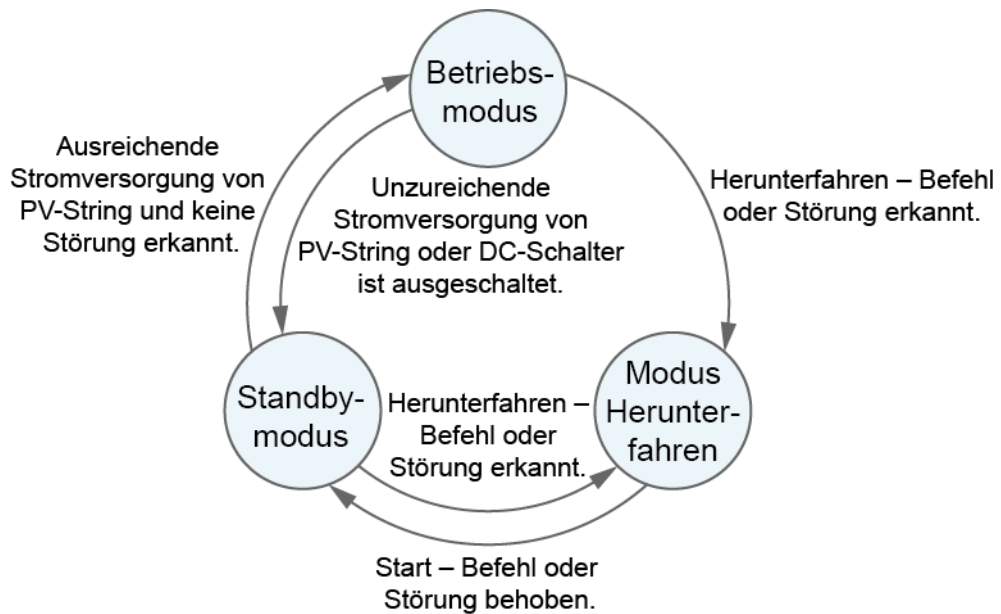 Betriebs-
modus
Ausreichende
Stromversorgung von
PV-String und keine
Störung erkannt.
Unzureichende
Stromversorgung von
PV-String oder DC-Schalter
ist ausgeschaltet.
Herunterfahren – Befehl
oder Störung erkannt.
Standby-
modus
Herunterfahren –
Befehl oder
Störung erkannt.
Modus
Herunter-
fahren
Start – Befehl oder
Störung behoben.